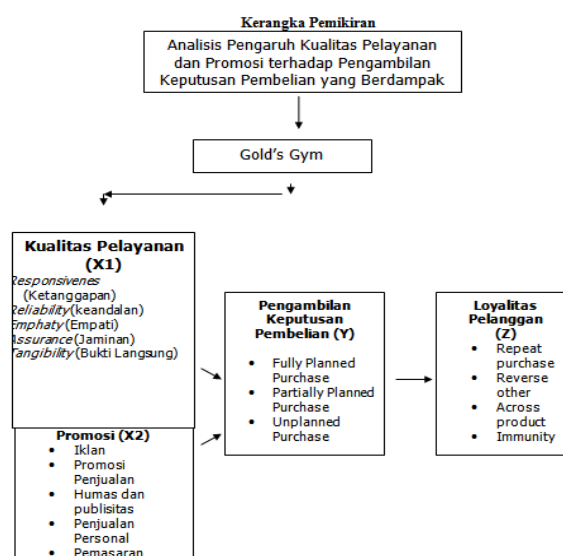 Kerangka Pemikiran
Analisis Pengaruh Kualitas Pelayanan
dan Promosi terhadap Pengambilan
Keputusan Pembelian yang Berdampak
Gold's Gym
Kualitas Pelayanan
(X1)
Responsivenes
(Ketanggapan)
Reliability(keandalan)
Emphaty(Empati)
Assurance(Jaminan)
Tangibility(Bukti Langsung)
Promosi (X2)
• Iklan
• Promosi
Penjualan
• Humas dan
publisitas
• Penjualan
Personal
• Pemasaran
Pengambilan
Keputusan
Pembelian (Y)
• Fully Planned
Purchase
• Partially Planned
Purchase
• Unplanned
Purchase
Loyalitas
Pelanggan
(Z)
• Repeat
purchase
• Reverse
other
• Across
product
• Immunity